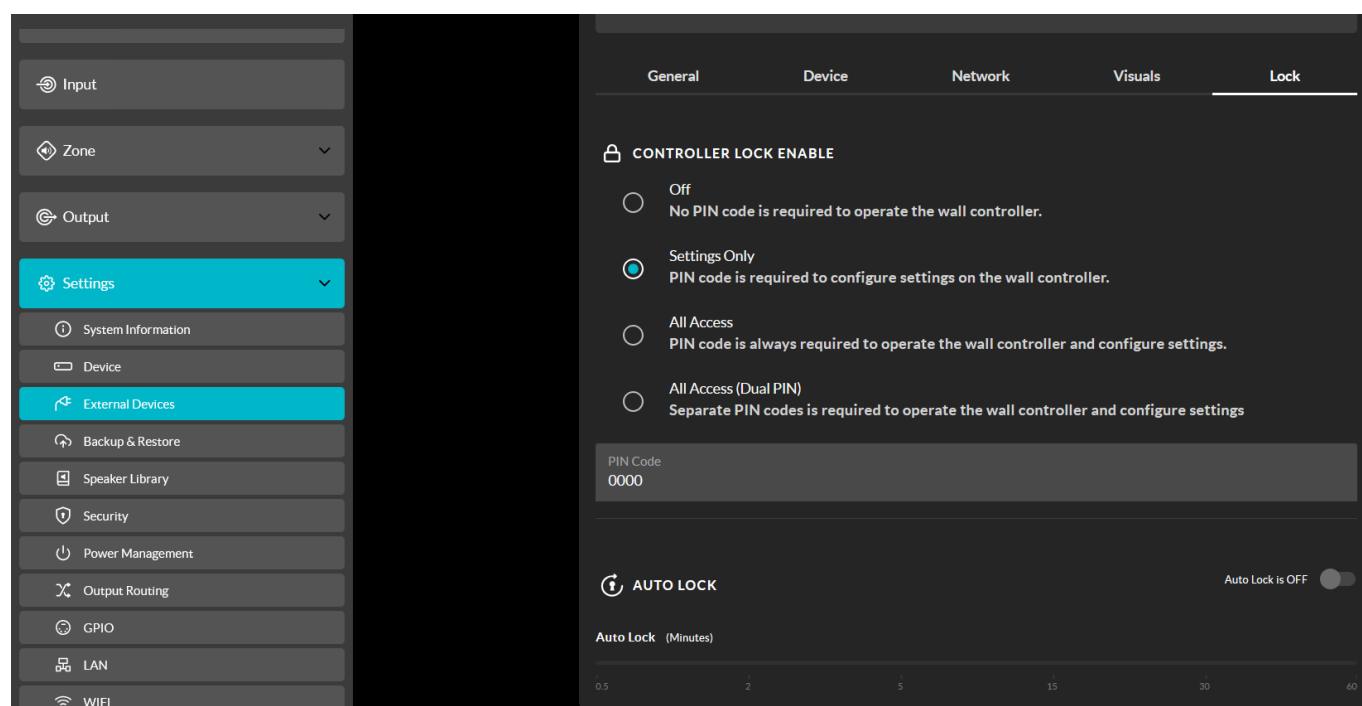 Input
Zone
Output
Settings
System Information
Device
External Devices
Backup & Restore
Speaker Library
Security
Power Management
Output Routing
GPIO
LAN
WIFI
General Device Network Visuals Lock
CONTROLLER LOCK ENABLE
Off
No PIN code is required to operate the wall controller.
Settings Only
PIN code is required to configure settings on the wall controller.
All Access
PIN code is always required to operate the wall controller and configure settings.
All Access (Dual PIN)
Separate PIN codes is required to operate the wall controller and configure settings
PIN Code
0000
AUTO LOCK
Auto Lock is OFF
Auto Lock (Minutes)
0.5 2 5 15 30 60